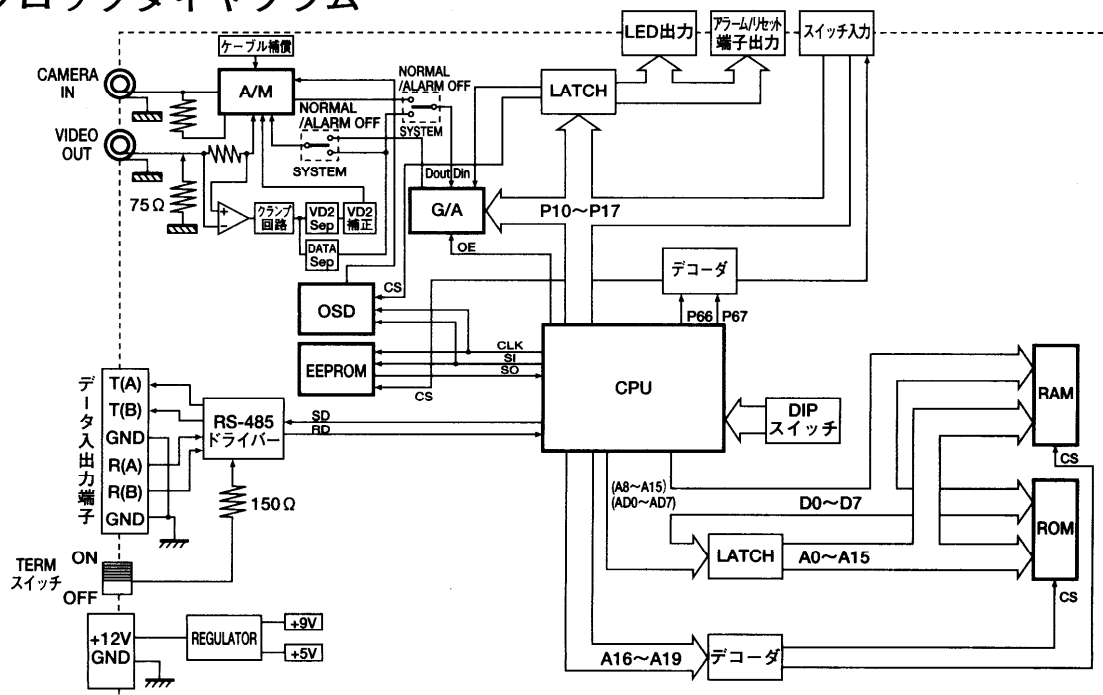 ブロックダイヤグラム
LED出力
アラーム/リセット
端子出力
スイッチ入力
ケーブル補償
CAMERA
IN
A/M
NORMAL
/ALARM OFF
SYSTEM
LATCH
NORMAL
/ALARM OFF
SYSTEM
VIDEO
OUT
75Ω
+
−
クランプ
回路
VD2
Sep
VD2
補正
DATA
Sep
Dout
Din
G/A
OE
P10〜P17
デコーダ
P66
P67
CS
OSD
EEPROM
CLK
SI
SO
CS
CPU
DIP
スイッチ
RAM
CS
データ入出力端子
T(A)
T(B)
GND
R(A)
R(B)
GND
RS-485
ドライバー
SD
RD
150Ω
(A8〜A15)
(AD0〜AD7)
D0〜D7
ROM
CS
LATCH
A0〜A15
TERM
スイッチ
ON
OFF
+12V
GND
REGULATOR
+9V
+5V
A16〜A19
デコーダ